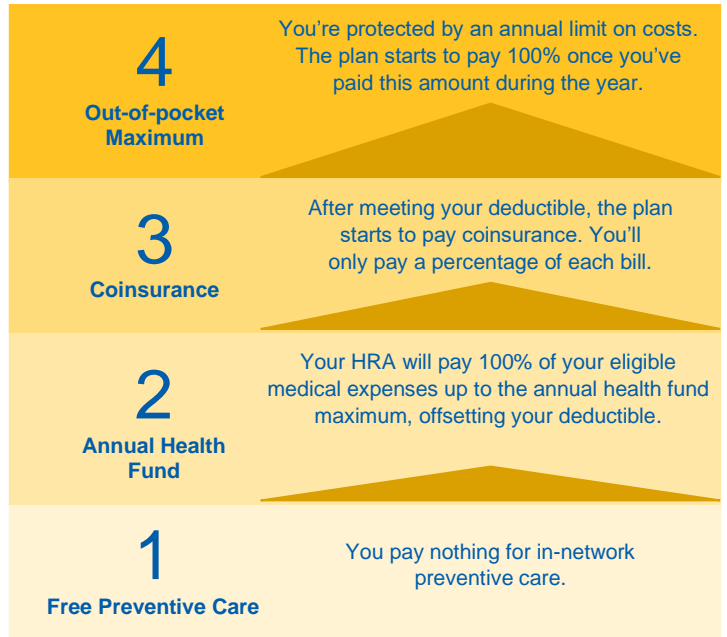 4
Out-of-pocket
Maximum
You're protected by an annual limit on costs.
The plan starts to pay 100% once you've
paid this amount during the year.
3
Coinsurance
After meeting your deductible, the plan
starts to pay coinsurance. You'll
only pay a percentage of each bill.
2
Annual Health
Fund
Your HRA will pay 100% of your eligible
medical expenses up to the annual health fund
maximum, offsetting your deductible.
1
Free Preventive Care
You pay nothing for in-network
preventive care.